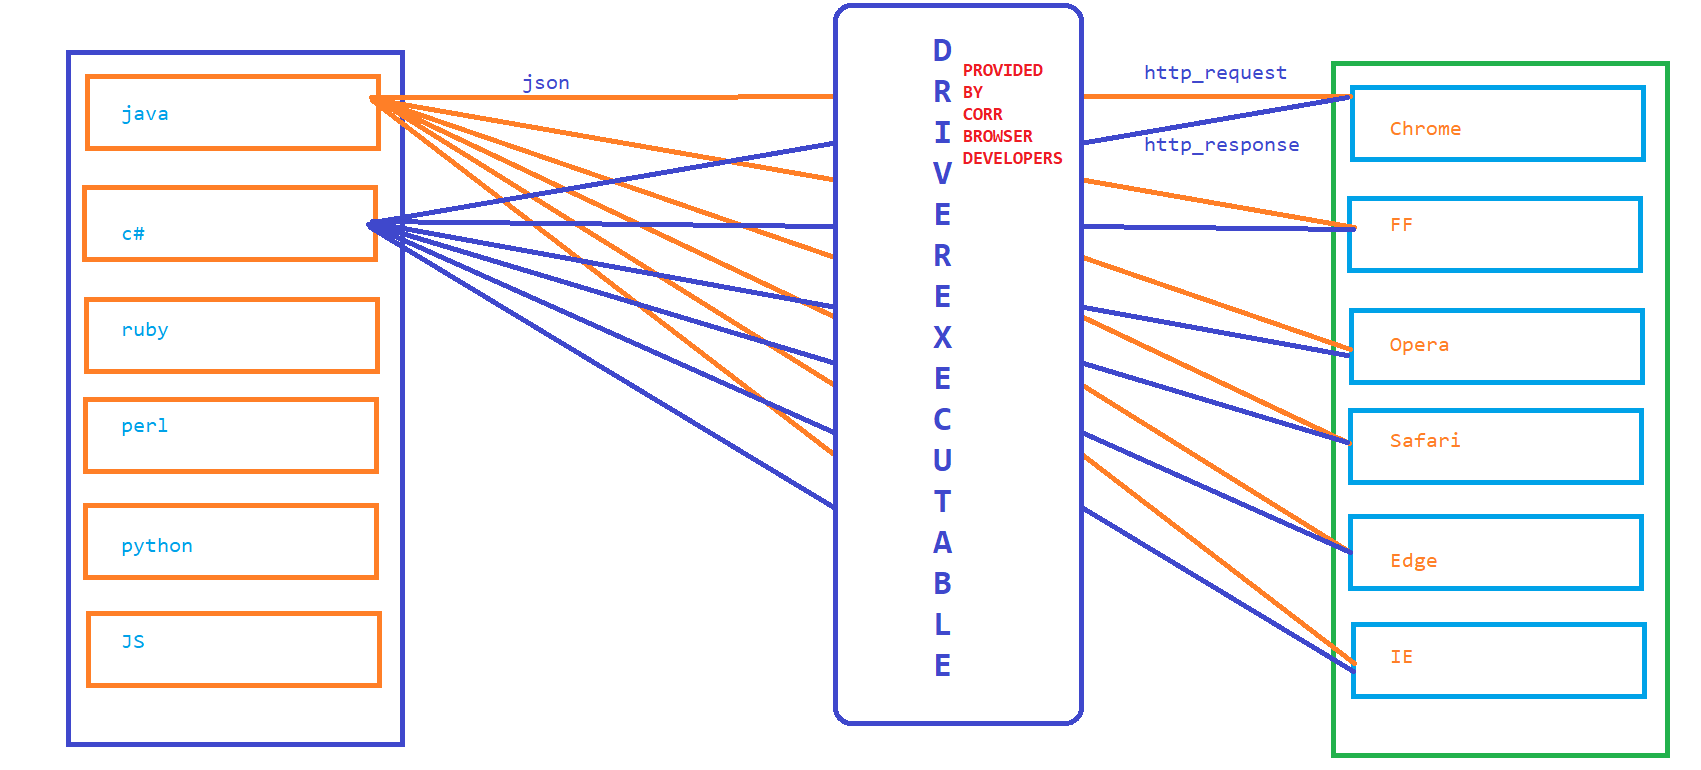 java
c#
ruby
perl
python
JS
json
D
R
I
V
E
R
E
X
E
C
U
T
A
B
L
E
PROVIDED
BY
CORR
BROWSER
DEVELOPERS
http_request
http_response
Chrome
FF
Opera
Safari
Edge
IE